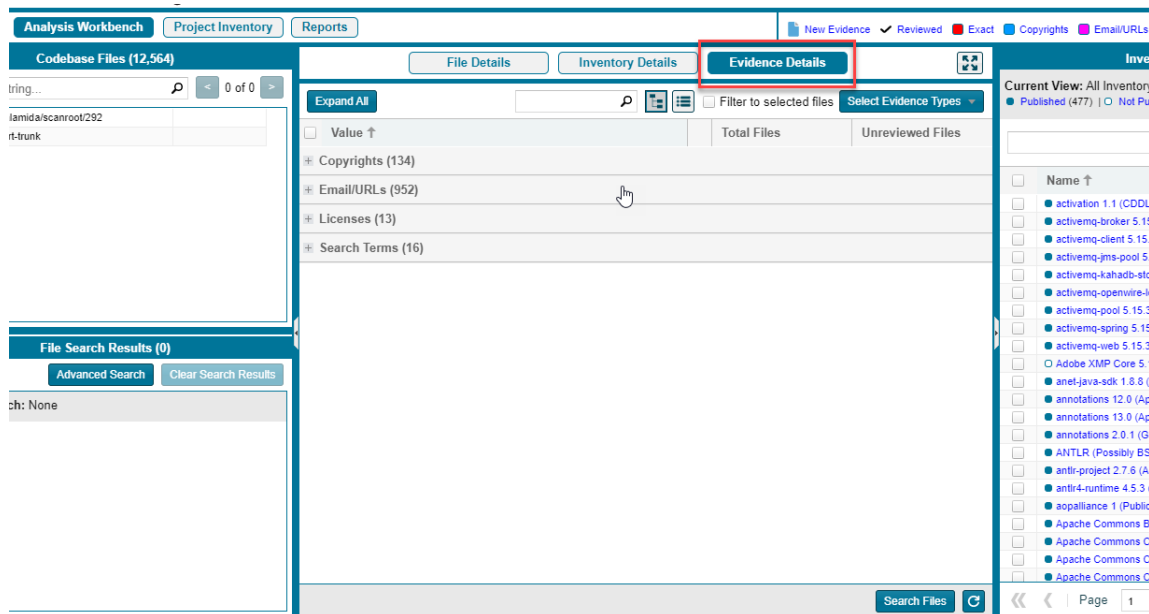 Analysis Workbench Project Inventory Reports
New Evidence Reviewed Exact Copyrights Email/URLs
Codebase Files (12,564)
tring... < 0 of 0 >
lamida/scanroot/292
rt-trunk
File Search Results (0)
Advanced Search Clear Search Results
ch: None
File Details Inventory Details Evidence Details
Expand All Filter to selected files Select Evidence Types
Value Total Files Unreviewed Files
Copyrights (134)
Email/URLs (952)
Licenses (13)
Search Terms (16)
Search Files
Inve
Current View: All Inventory
Published (477) | Not Pu
Name
activation 1.1 (CDDL
activemq-broker 5.15
activemq-client 5.15.
activemq-jms-pool 5.
activemq-kahadb-sto
activemq-openwire-l
activemq-pool 5.15.3
activemq-spring 5.15
activemq-web 5.15.3
Adobe XMP Core 5.
anet-java-sdk 1.8.8 (
annotations 12.0 (Ap
annotations 13.0 (Ap
annotations 2.0.1 (G
ANTLR (Possibly BS
antlr-project 2.7.6 (A
antlr4-runtime 4.5.3
aopalliance 1 (Public
Apache Commons B
Apache Commons C
Apache Commons C
Apache Commons C
Page 1